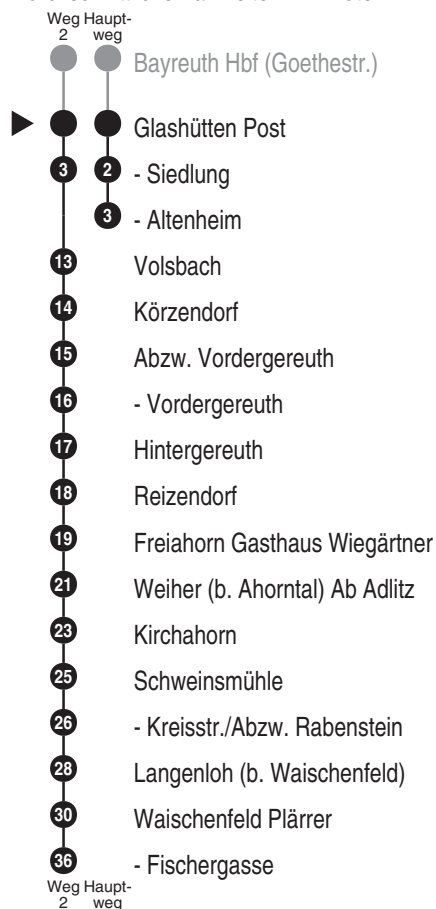 Weg Haupt-
2 weg
Bayreuth Hbf (Goethestr.)
Glashütten Post
3 2 - Siedlung
3 - Altenheim
13 Volsbach
14 Körzendorf
15 Abzw. Vordergereuth
16 - Vordergereuth
17 Hintergereuth
18 Reizendorf
19 Freiahorn Gasthaus Wiegärtner
21 Weiher (b. Ahorntal) Ab Adlitz
23 Kirchahorn
25 Schweinsmühle
26 - Kreisstr./Abzw. Rabenstein
28 Langenloh (b. Waischenfeld)
30 Waischenfeld Plärrer
36 - Fischergasse
Weg Haupt-
2 weg